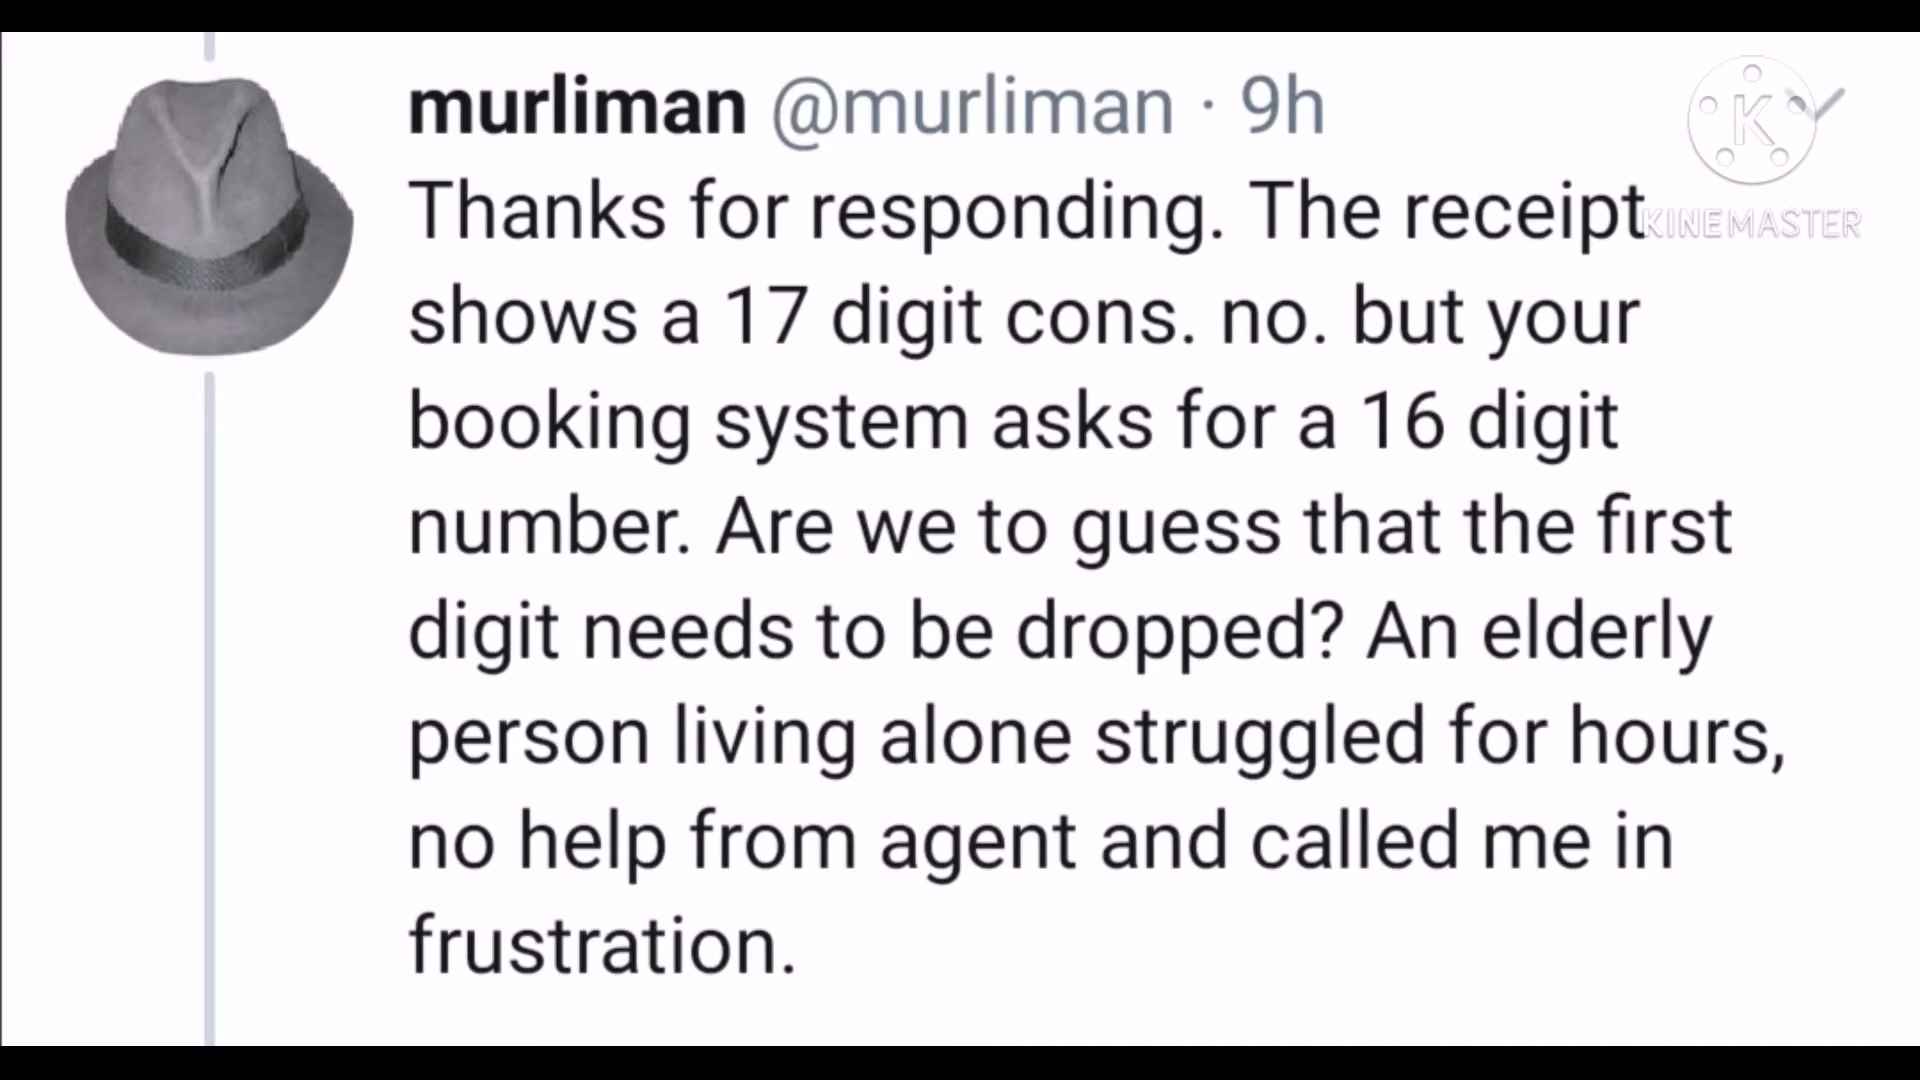 murliman @murliman · 9h
K
KINEMASTER
Thanks for responding. The receipt
shows a 17 digit cons. no. but your
booking system asks for a 16 digit
number. Are we to guess that the first
digit needs to be dropped? An elderly
person living alone struggled for hours,
no help from agent and called me in
frustration.